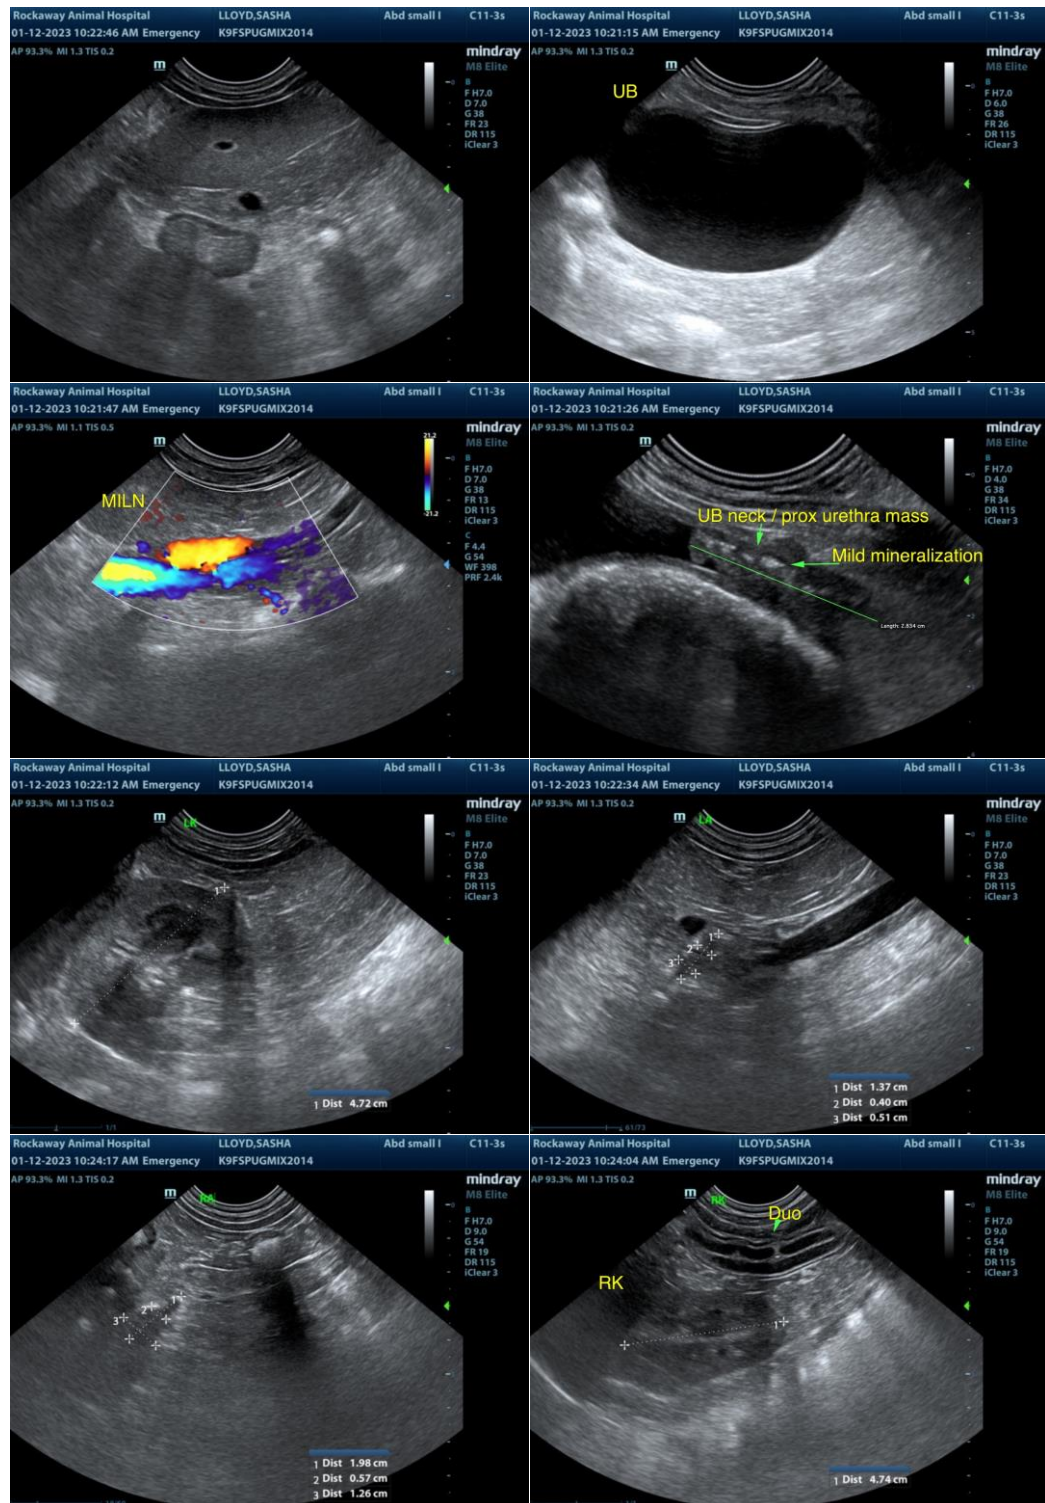 Rockaway Animal Hospital LLOYD,SASHA Abd small I C11-3s
01-12-2023 10:22:46 AM Emergency K9FSPUGMIX2014
AP 93.3% MI 1.3 TIS 0.2 mindray
m M8 Elite
B
F H7.0
D 7.0
G 38
FR 23
DR 115
iClear 3
Rockaway Animal Hospital LLOYD,SASHA Abd small I C11-3s
01-12-2023 10:21:15 AM Emergency K9FSPUGMIX2014
AP 93.3% MI 1.3 TIS 0.2 mindray
m M8 Elite
UB
B
F H7.0
D 6.0
G 38
FR 26
DR 115
iClear 3
Rockaway Animal Hospital LLOYD,SASHA Abd small I C11-3s
01-12-2023 10:21:47 AM Emergency K9FSPUGMIX2014
AP 93.3% MI 1.1 TIS 0.5 mindray
m M8 Elite
21.2
-21.2
MILN
B
F H7.0
D 7.0
G 38
FR 13
DR 115
iClear 3
C
F 4.4
G 54
WF 398
PRF 2.4k
Rockaway Animal Hospital LLOYD,SASHA Abd small I C11-3s
01-12-2023 10:21:26 AM Emergency K9FSPUGMIX2014
AP 93.3% MI 1.3 TIS 0.2 mindray
m M8 Elite
B
F H7.0
D 4.0
G 38
FR 34
DR 115
iClear 3
UB neck / prox urethra mass
Mild mineralization
Length: 2.834 cm
Rockaway Animal Hospital LLOYD,SASHA Abd small I C11-3s
01-12-2023 10:22:12 AM Emergency K9FSPUGMIX2014
AP 93.3% MI 1.3 TIS 0.2 mindray
m LK M8 Elite
B
F H7.0
D 7.0
G 38
FR 23
DR 115
iClear 3
1
1 Dist 4.72 cm
1/1
Rockaway Animal Hospital LLOYD,SASHA Abd small I C11-3s
01-12-2023 10:22:34 AM Emergency K9FSPUGMIX2014
AP 93.3% MI 1.3 TIS 0.2 mindray
m LA M8 Elite
B
F H7.0
D 7.0
G 38
FR 23
DR 115
iClear 3
1
2
3
1 Dist 1.37 cm
2 Dist 0.40 cm
3 Dist 0.51 cm
61/73
Rockaway Animal Hospital LLOYD,SASHA Abd small I C11-3s
01-12-2023 10:24:17 AM Emergency K9FSPUGMIX2014
AP 93.3% MI 1.3 TIS 0.2 mindray
m RA M8 Elite
B
F H7.0
D 9.0
G 54
FR 19
DR 115
iClear 3
1
2
3
1 Dist 1.98 cm
2 Dist 0.57 cm
3 Dist 1.26 cm
Rockaway Animal Hospital LLOYD,SASHA Abd small I C11-3s
01-12-2023 10:24:04 AM Emergency K9FSPUGMIX2014
AP 93.3% MI 1.3 TIS 0.2 mindray
m RK M8 Elite
Duo
B
F H7.0
D 9.0
G 54
FR 19
DR 115
iClear 3
RK
1
1 Dist 4.74 cm